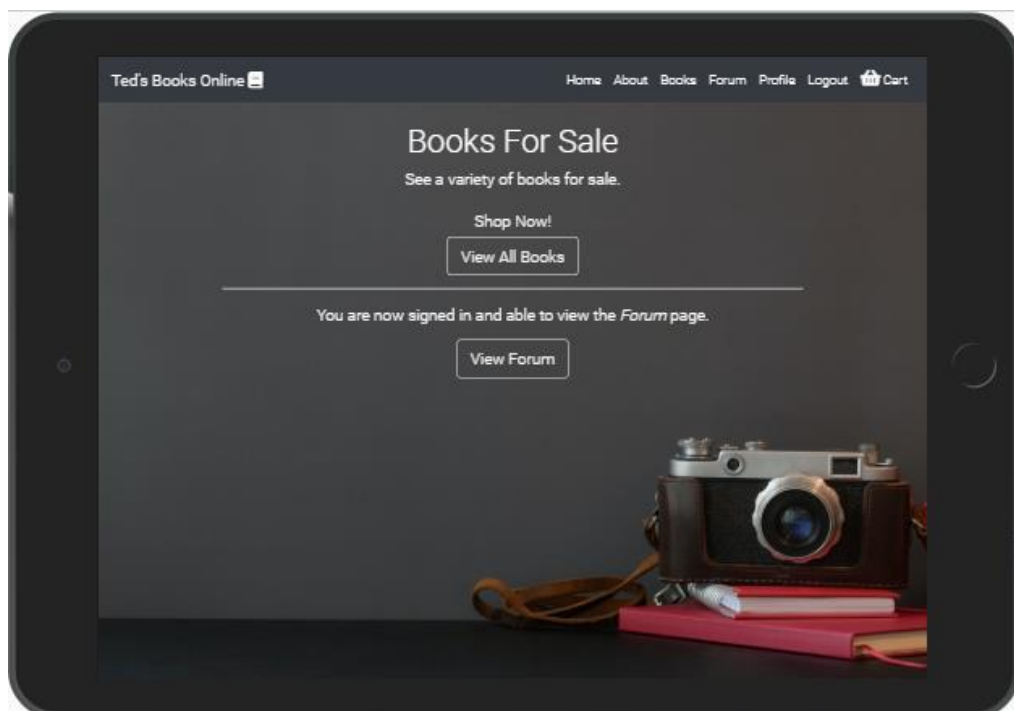 Ted's Books Online
Home About Books Forum Profile Logout Cart
Books For Sale
See a variety of books for sale.
Shop Now!
View All Books
You are now signed in and able to view the Forum page.
View Forum